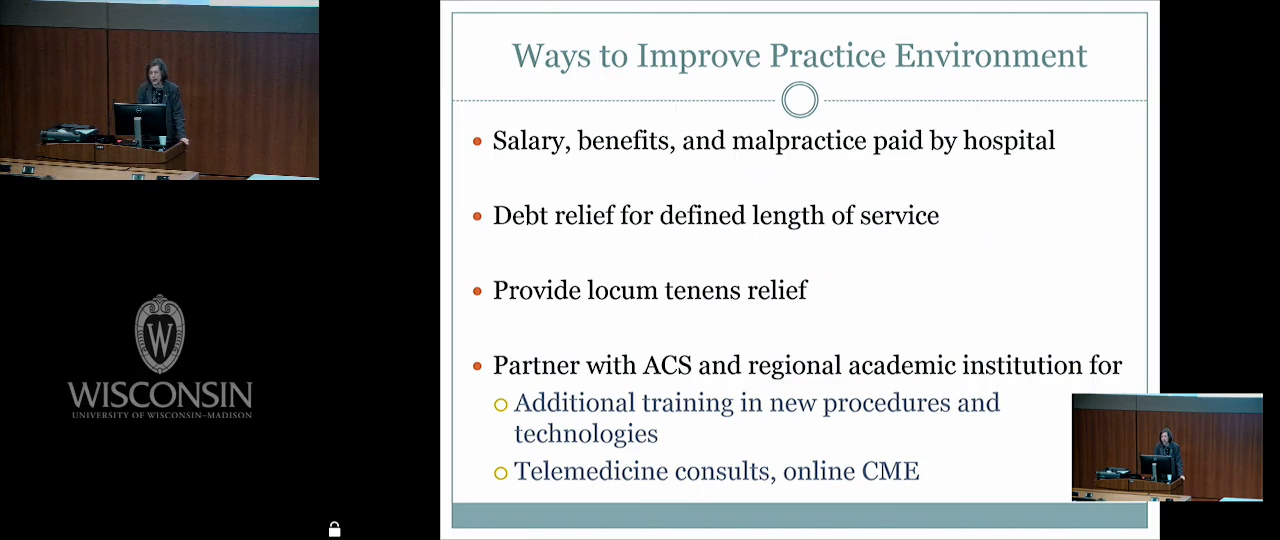 Ways to Improve Practice Environment
Salary, benefits, and malpractice paid by hospital
Debt relief for defined length of service
Provide locum tenens relief
Partner with ACS and regional academic institution for
Additional training in new procedures and
technologies
Telemedicine consults, online CME
W
WISCONSIN
UNIVERSITY OF WISCONSIN–MADISON